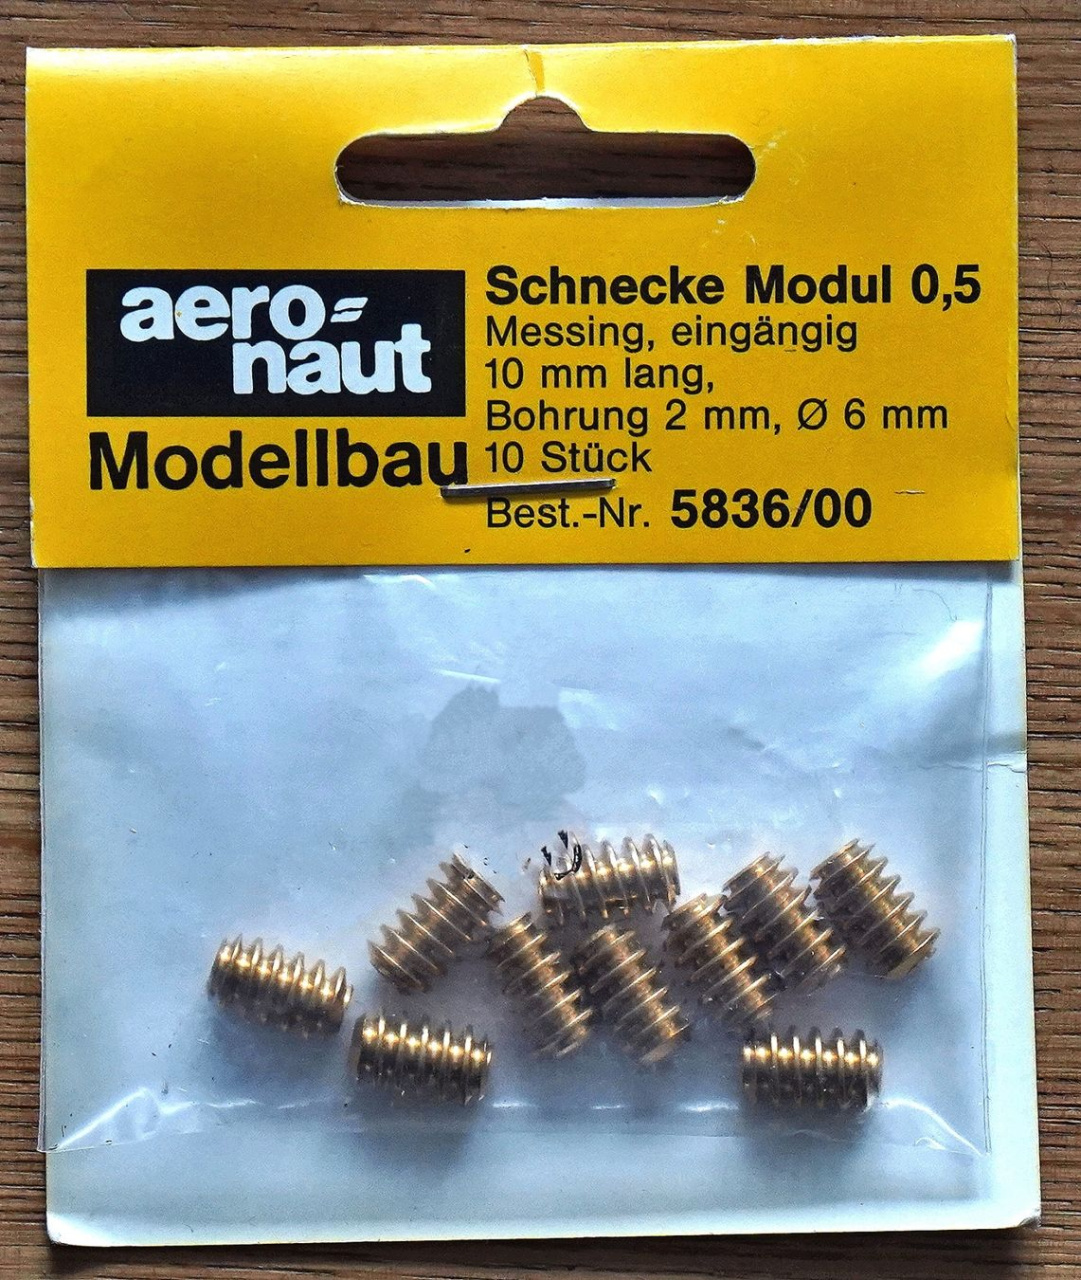 aero=
naut
Modellbau
Schnecke Modul 0,5
Messing, eingängig
10 mm lang,
Bohrung 2 mm, Ø 6 mm
10 Stück
Best.-Nr. 5836/00